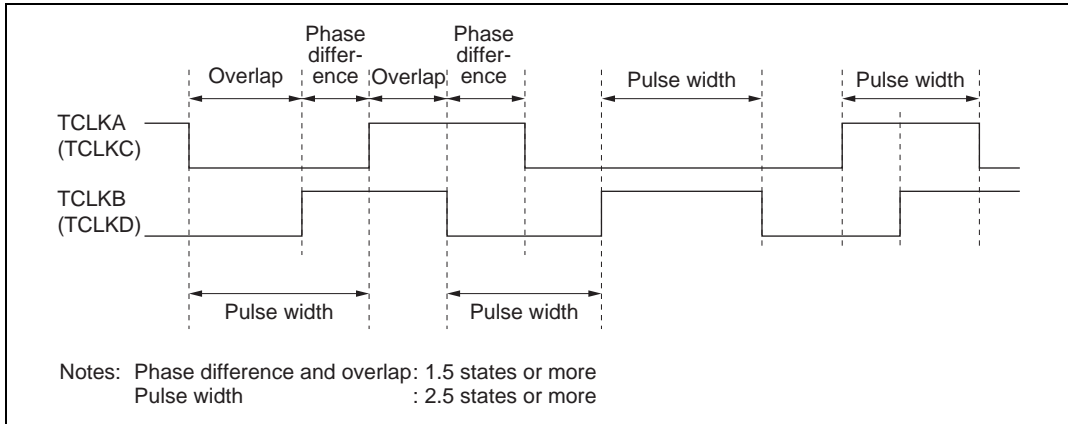 Phase
differ-
ence
Phase
differ-
ence
Overlap
Overlap
Pulse width
Pulse width
TCLKA
(TCLKC)
TCLKB
(TCLKD)
Pulse width
Pulse width
Notes: Phase difference and overlap: 1.5 states or more
Pulse width : 2.5 states or more